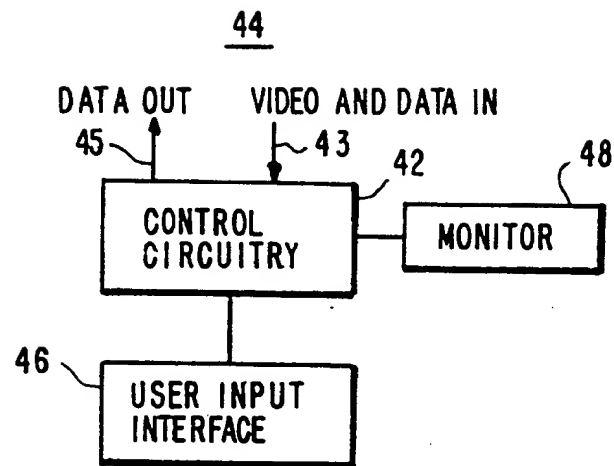 44
DATA OUT VIDEO AND DATA IN
45 43 42 48
CONTROL
CIRCUITRY
MONITOR
46
USER INPUT
INTERFACE